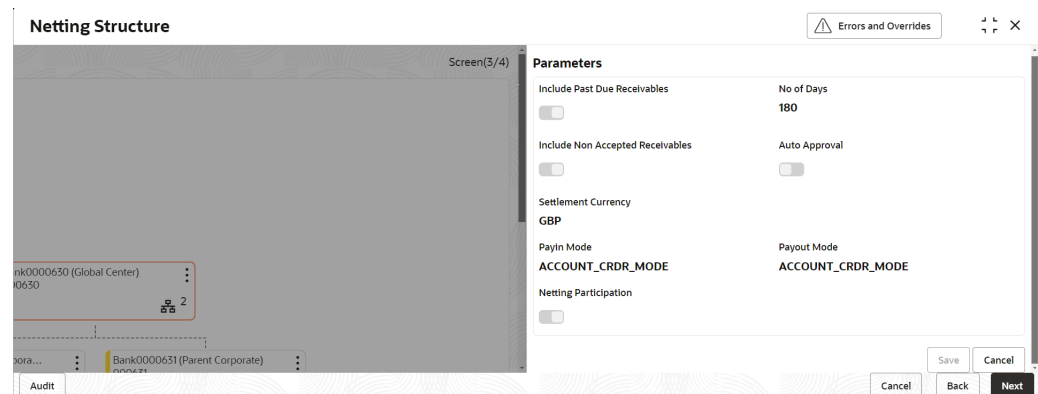 Netting Structure
Errors and Overrides
Screen(3/4)
Parameters
Include Past Due Receivables
No of Days
180
Include Non Accepted Receivables
Auto Approval
Settlement Currency
GBP
Payin Mode
Payout Mode
ACCOUNT_CRDR_MODE
ACCOUNT_CRDR_MODE
Netting Participation
nk0000630 (Global Center)
00630
2
pora...
Bank0000631 (Parent Corporate)
000631
Save
Cancel
Audit
Cancel
Back
Next